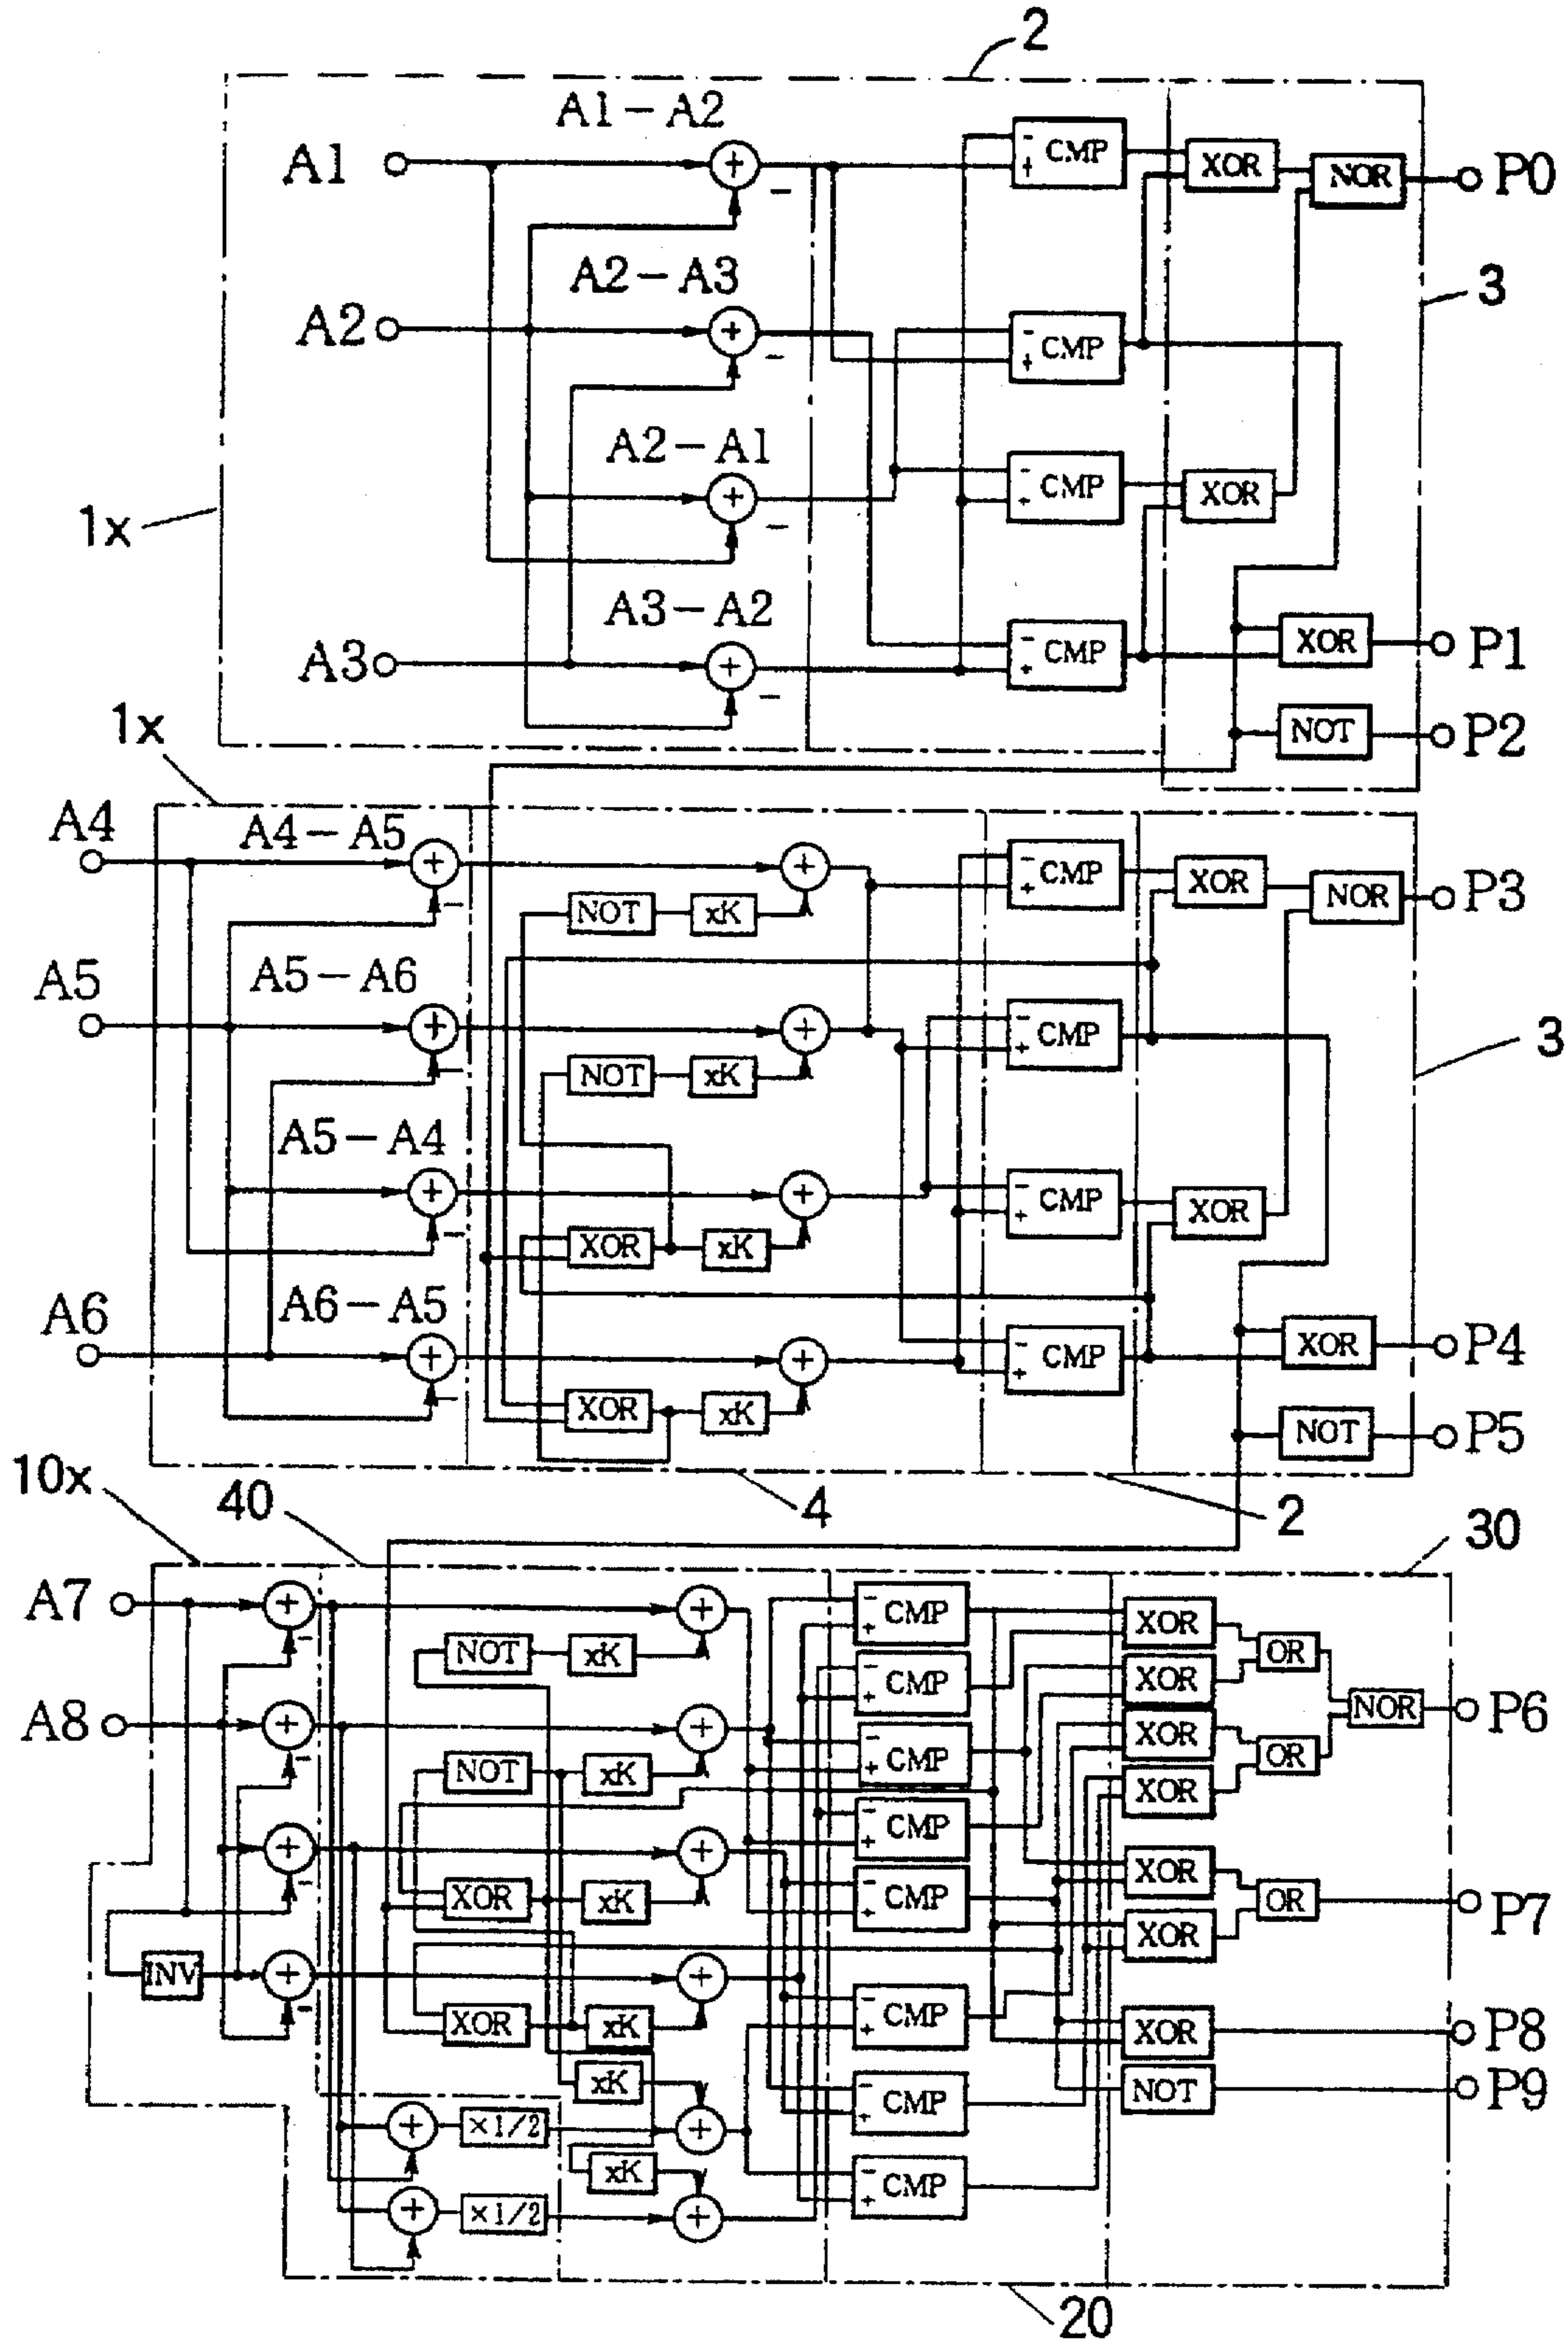 2
A1-A2
A1
- CMP
+
XOR
NOR
P0
-
A2-A3
3
A2
- CMP
+
-
A2-A1
- CMP
+
XOR
1x
-
A3-A2
A3
- CMP
+
XOR
P1
-
1x
NOT
P2
A4
A4-A5
- CMP
+
XOR
NOR
P3
-
NOT
xK
A5
A5-A6
- CMP
+
3
-
NOT
xK
A5-A4
- CMP
+
XOR
-
XOR
xK
A6
A6-A5
- CMP
+
XOR
P4
-
XOR
xK
NOT
P5
10x
40
4
2
30
A7
- CMP
+
XOR
OR
-
NOT
xK
- CMP
+
XOR
NOR
P6
A8
- CMP
+
XOR
OR
-
NOT
xK
XOR
- CMP
+
XOR
- CMP
+
OR
P7
-
XOR
xK
XOR
INV
-
XOR
xK
- CMP
+
XOR
P8
xK
- CMP
+
NOT
P9
×1/2
xK
- CMP
+
×1/2
20